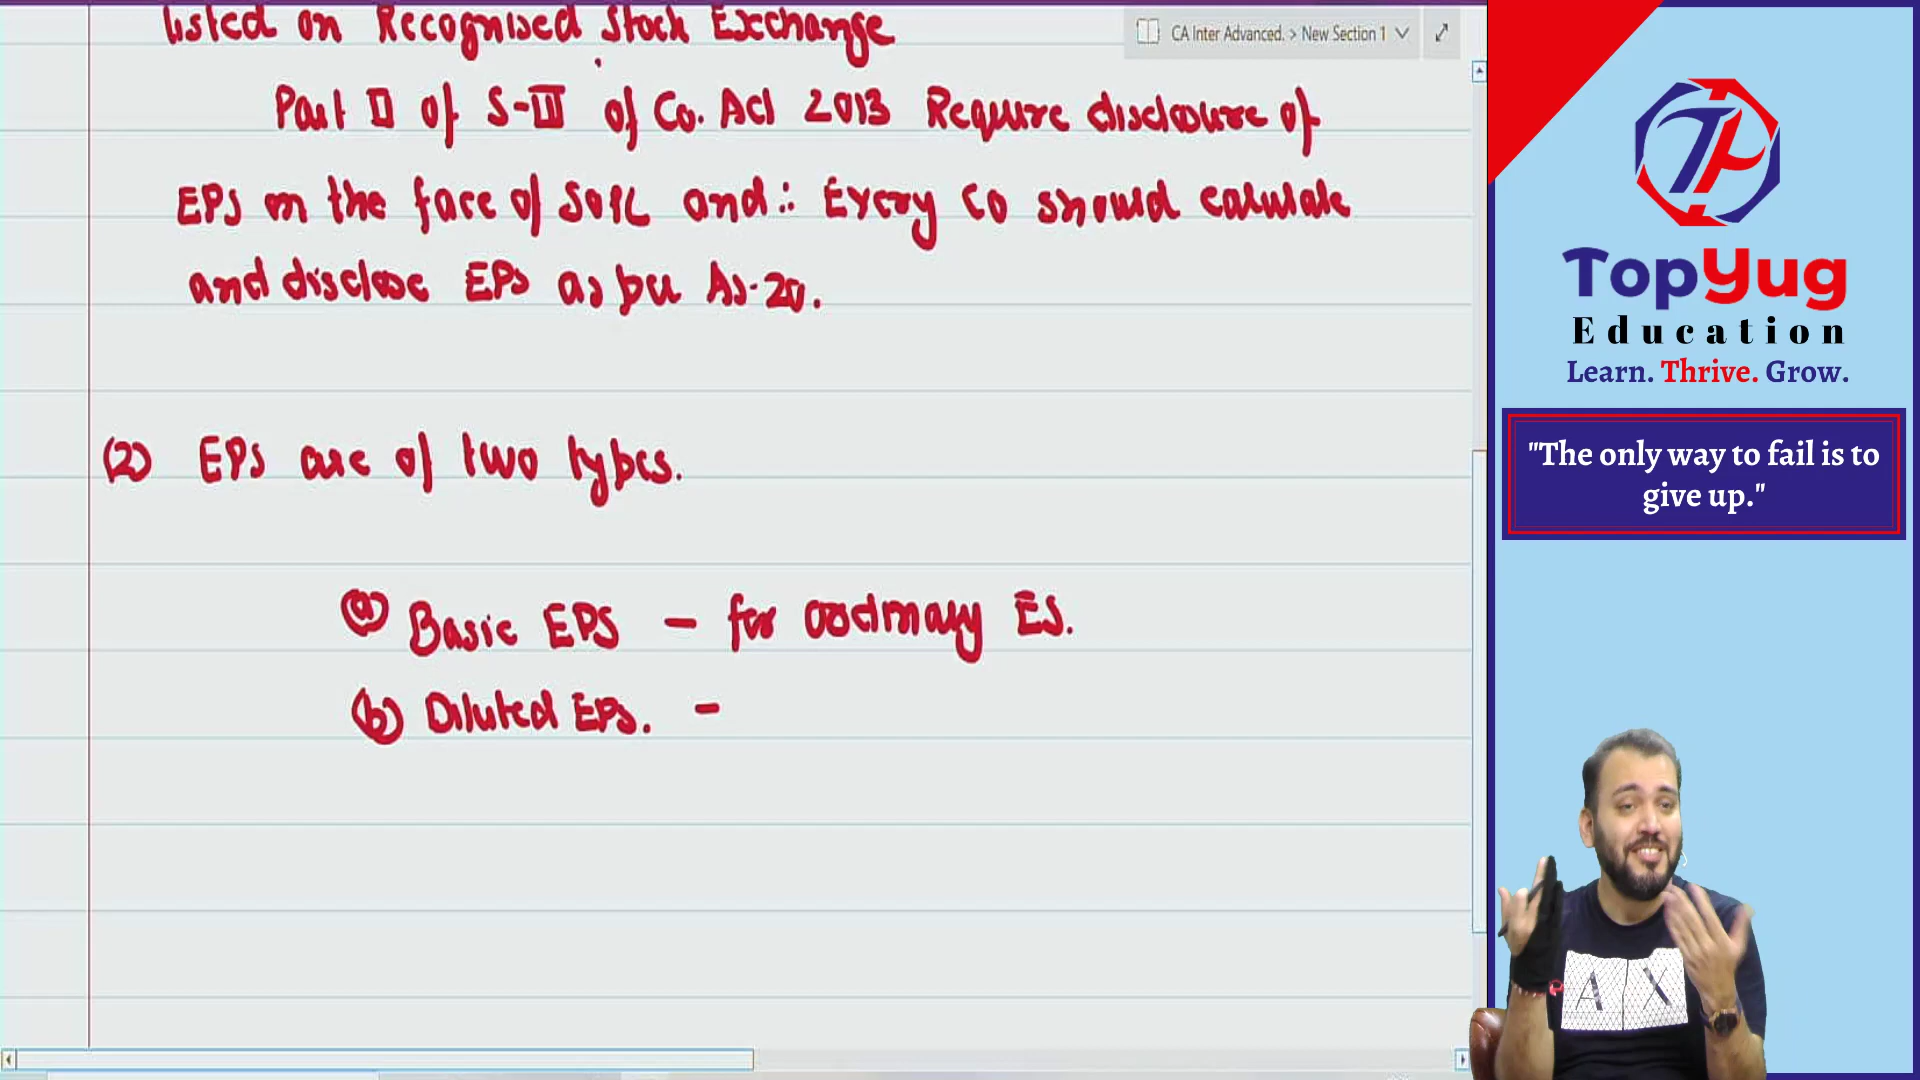 listed on Recognised Stock Exchange
CA Inter Advanced. > New Section 1
Part II of S-III of Co. Act 2013 Require disclosure of
EPS on the face of SOPL and ∴ Every Co should calculate
and disclose EPS as per AS-20.
(2) EPS are of two types.
(a) Basic EPS – for ordinary ES.
(b) Diluted EPS. –
TopYug
Education
Learn. Thrive. Grow.
"The only way to fail is to
give up."
A/X